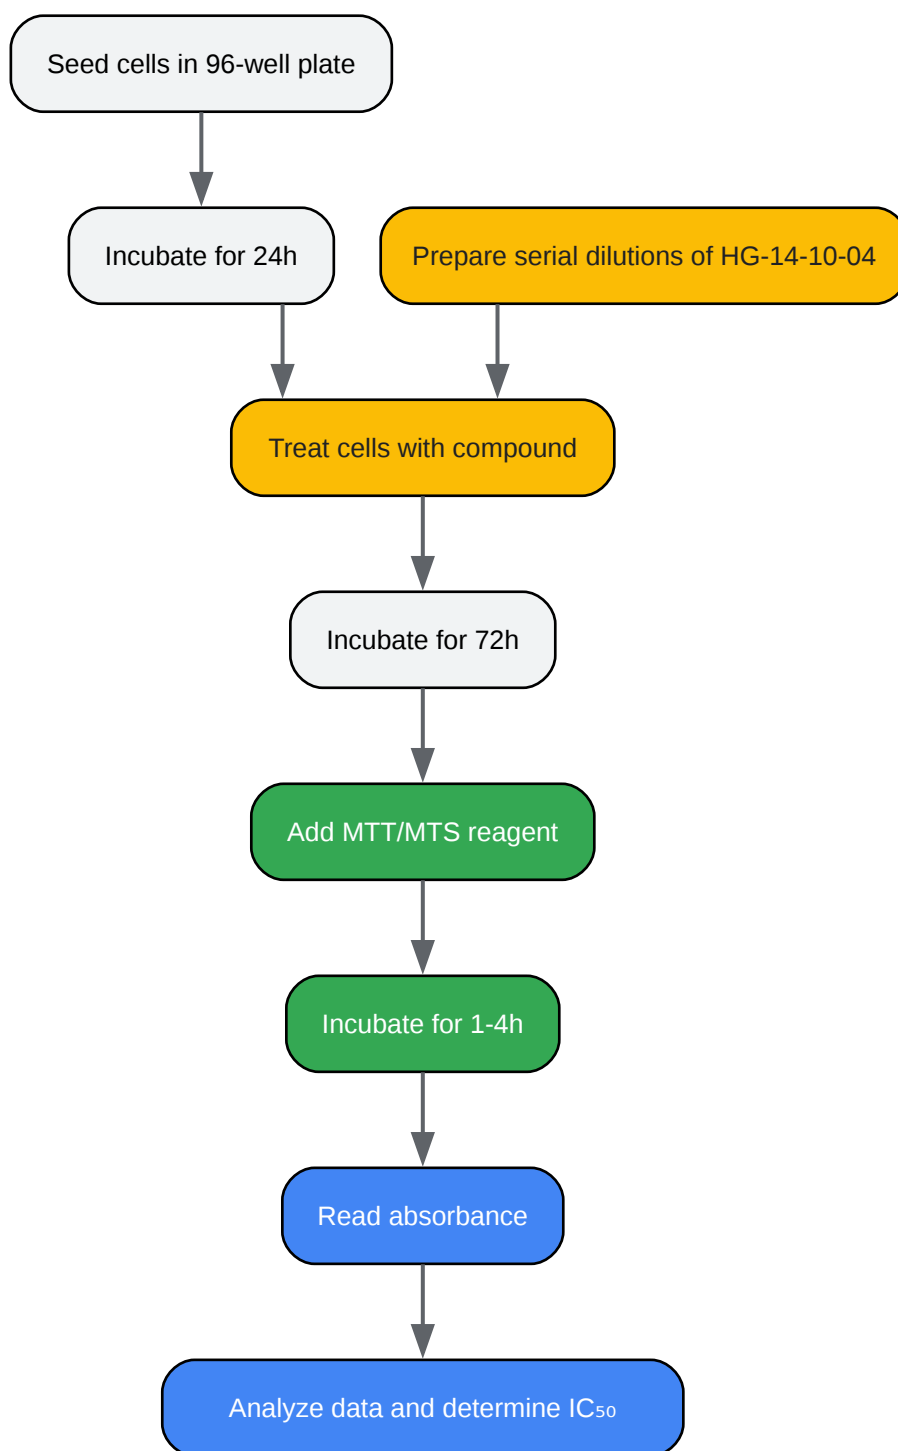 Seed cells in 96-well plate
Incubate for 24h
Prepare serial dilutions of HG-14-10-04
Treat cells with compound
Incubate for 72h
Add MTT/MTS reagent
Incubate for 1-4h
Read absorbance
Analyze data and determine IC₅₀